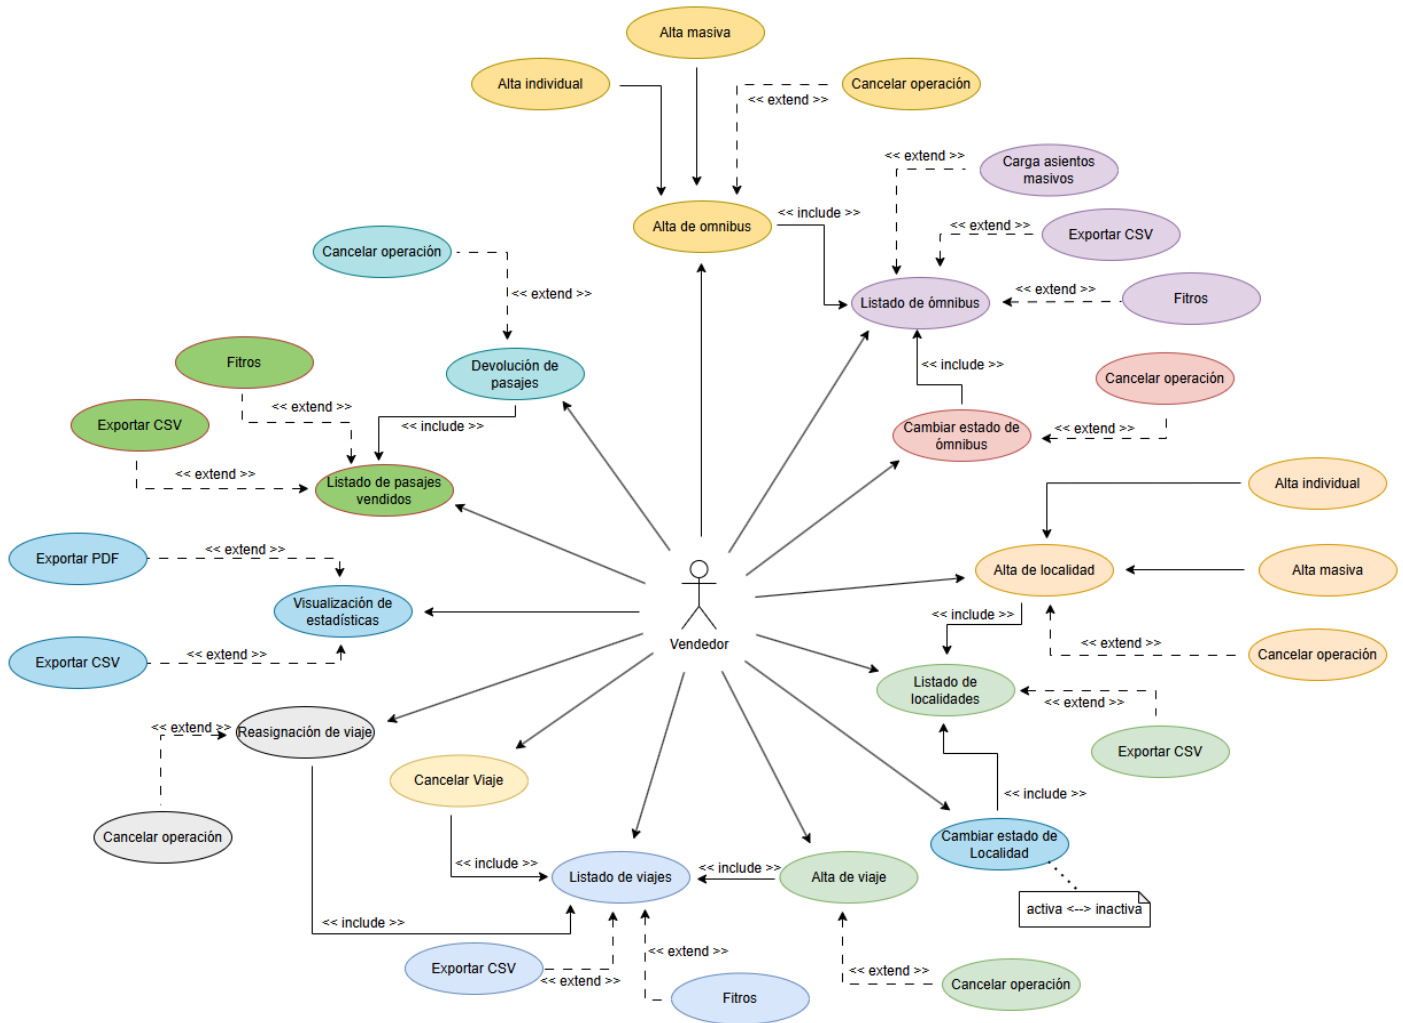 Alta masiva
Alta individual
Cancelar operación
<< extend >>
<< extend >>
Carga asientos
masivos
<< include >>
Alta de omnibus
<< extend >>
Exportar CSV
Cancelar operación
<< extend >>
<< extend >>
Fitros
Listado de ómnibus
Fitros
Devolución de
pasajes
<< include >>
Cancelar operación
<< extend >>
Exportar CSV
<< include >>
Cambiar estado de
ómnibus
<< extend >>
<< extend >>
Listado de pasajes
vendidos
Alta individual
Exportar PDF
<< extend >>
Alta de localidad
Alta masiva
Visualización de
estadísticas
<< include >>
Vendedor
<< extend >>
Exportar CSV
<< extend >>
Cancelar operación
Listado de
localidades
<< extend >>
<< extend >>
Reasignación de viaje
Exportar CSV
Cancelar Viaje
<< include >>
Cancelar operación
Cambiar estado de
Localidad
<< include >>
<< include >>
Listado de viajes
Alta de viaje
activa <--> inactiva
<< include >>
<< extend >>
Exportar CSV
<< extend >>
<< extend >>
Cancelar operación
Fitros